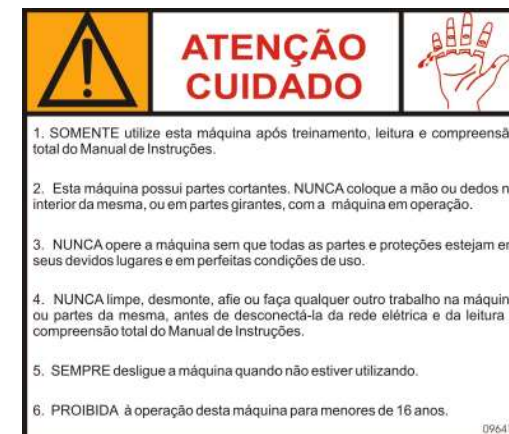 ATENÇÃO
CUIDADO
1. SOMENTE utilize esta máquina após treinamento, leitura e compreensã
total do Manual de Instruções.
2. Esta máquina possui partes cortantes. NUNCA coloque a mão ou dedos n
interior da mesma, ou em partes girantes, com a máquina em operação.
3. NUNCA opere a máquina sem que todas as partes e proteções estejam e
seus devidos lugares e em perfeitas condições de uso.
4. NUNCA limpe, desmonte, afie ou faça qualquer outro trabalho na máquin
ou partes da mesma, antes de desconectá-la da rede elétrica e da leitura
compreensão total do Manual de Instruções.
5. SEMPRE desligue a máquina quando não estiver utilizando.
6. PROIBIDA à operação desta máquina para menores de 16 anos.
0964